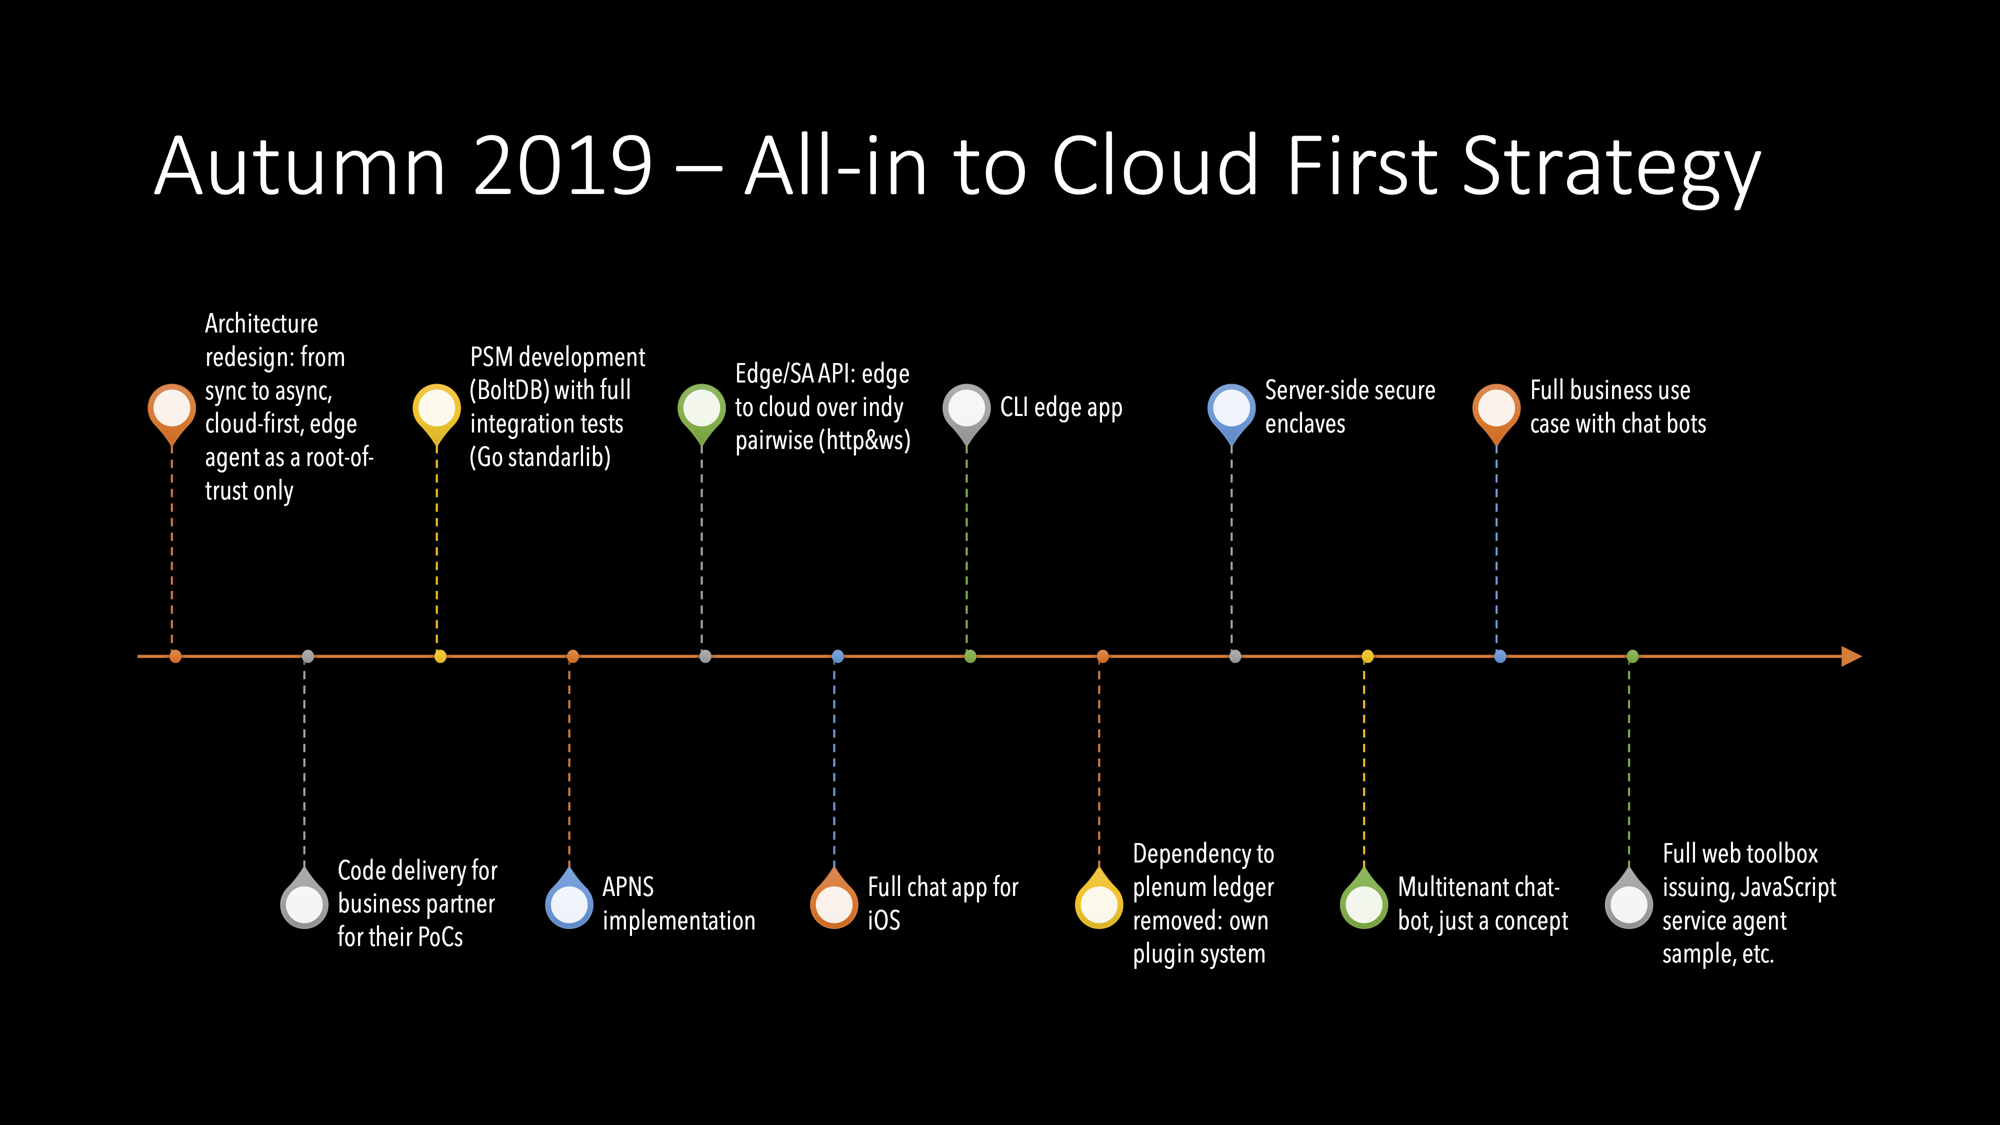 Autumn 2019 – All-in to Cloud First Strategy
Architecture
redesign: from
sync to async,
cloud-first, edge
agent as a root-of-
trust only
PSM development
(BoltDB) with full
integration tests
(Go standarlib)
Edge/SA API: edge
to cloud over indy
pairwise (http&ws)
CLI edge app
Server-side secure
enclaves
Full business use
case with chat bots
Code delivery for
business partner
for their PoCs
APNS
implementation
Full chat app for
iOS
Dependency to
plenum ledger
removed: own
plugin system
Multitenant chat-
bot, just a concept
Full web toolbox
issuing, JavaScript
service agent
sample, etc.